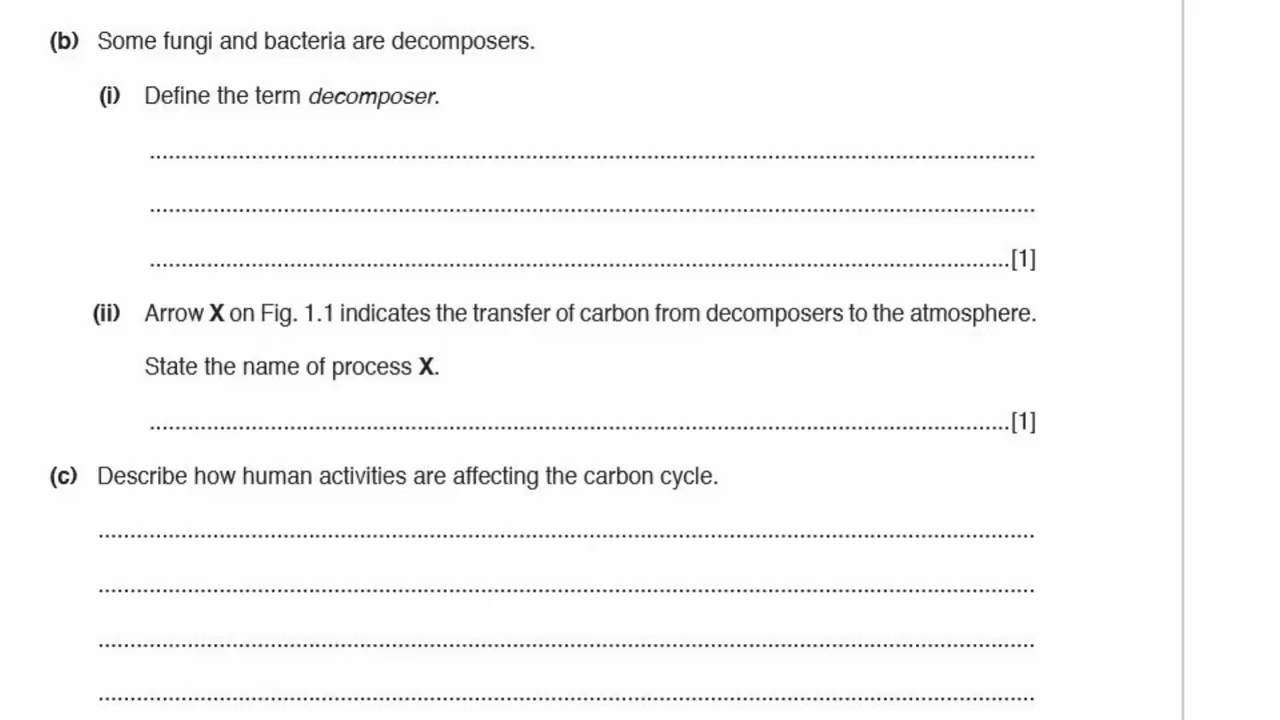 (b) Some fungi and bacteria are decomposers.
(i) Define the term decomposer.
..........................................................................................................................................
..........................................................................................................................................
......................................................................................................................................[1]
(ii) Arrow X on Fig. 1.1 indicates the transfer of carbon from decomposers to the atmosphere.
State the name of process X.
......................................................................................................................................[1]
(c) Describe how human activities are affecting the carbon cycle.
..................................................................................................................................................
..................................................................................................................................................
..................................................................................................................................................
..................................................................................................................................................